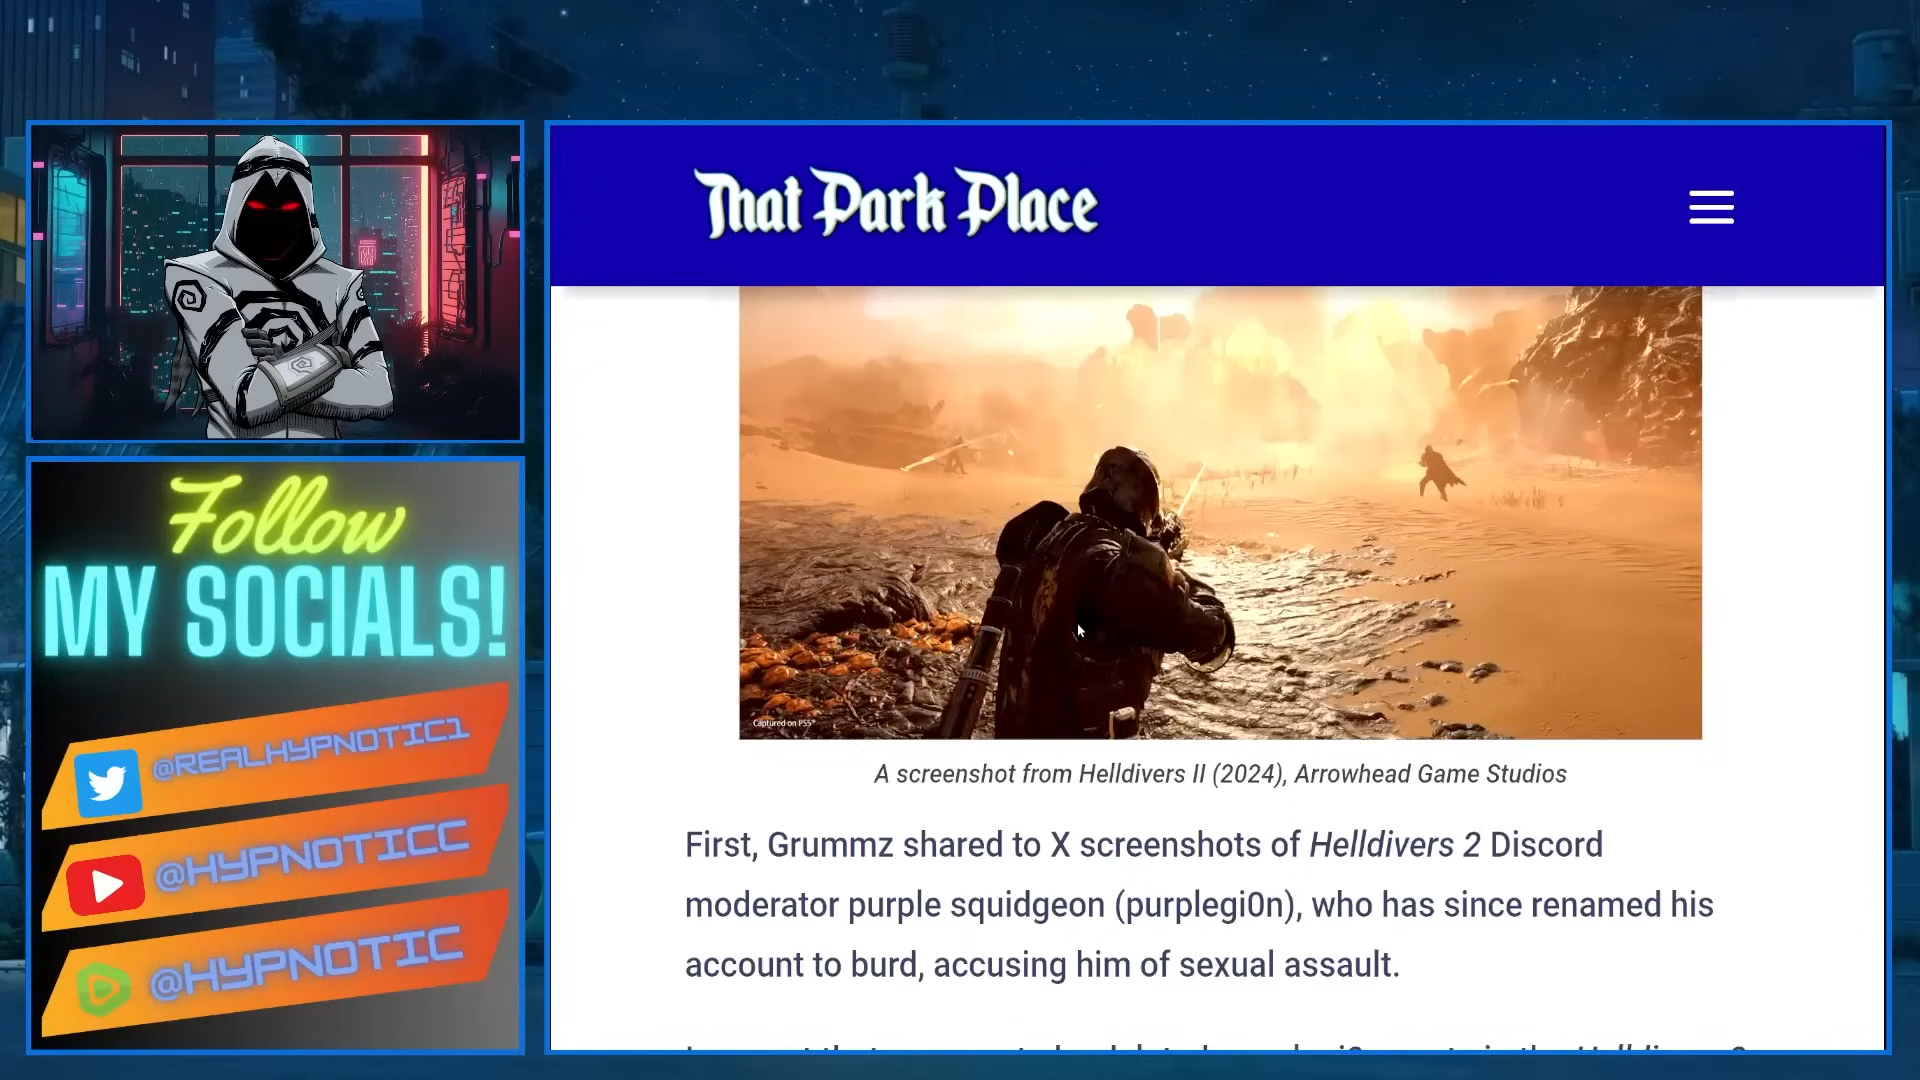 That Park Place
Captured on PS5®
A screenshot from Helldivers II (2024), Arrowhead Game Studios
First, Grummz shared to X screenshots of Helldivers 2 Discord
moderator purple squidgeon (purplegi0n), who has since renamed his
account to burd, accusing him of sexual assault.
Follow
MY SOCIALS!
@REALHYPNOTIC1
@HYPNOTICC
@HYPNOTIC